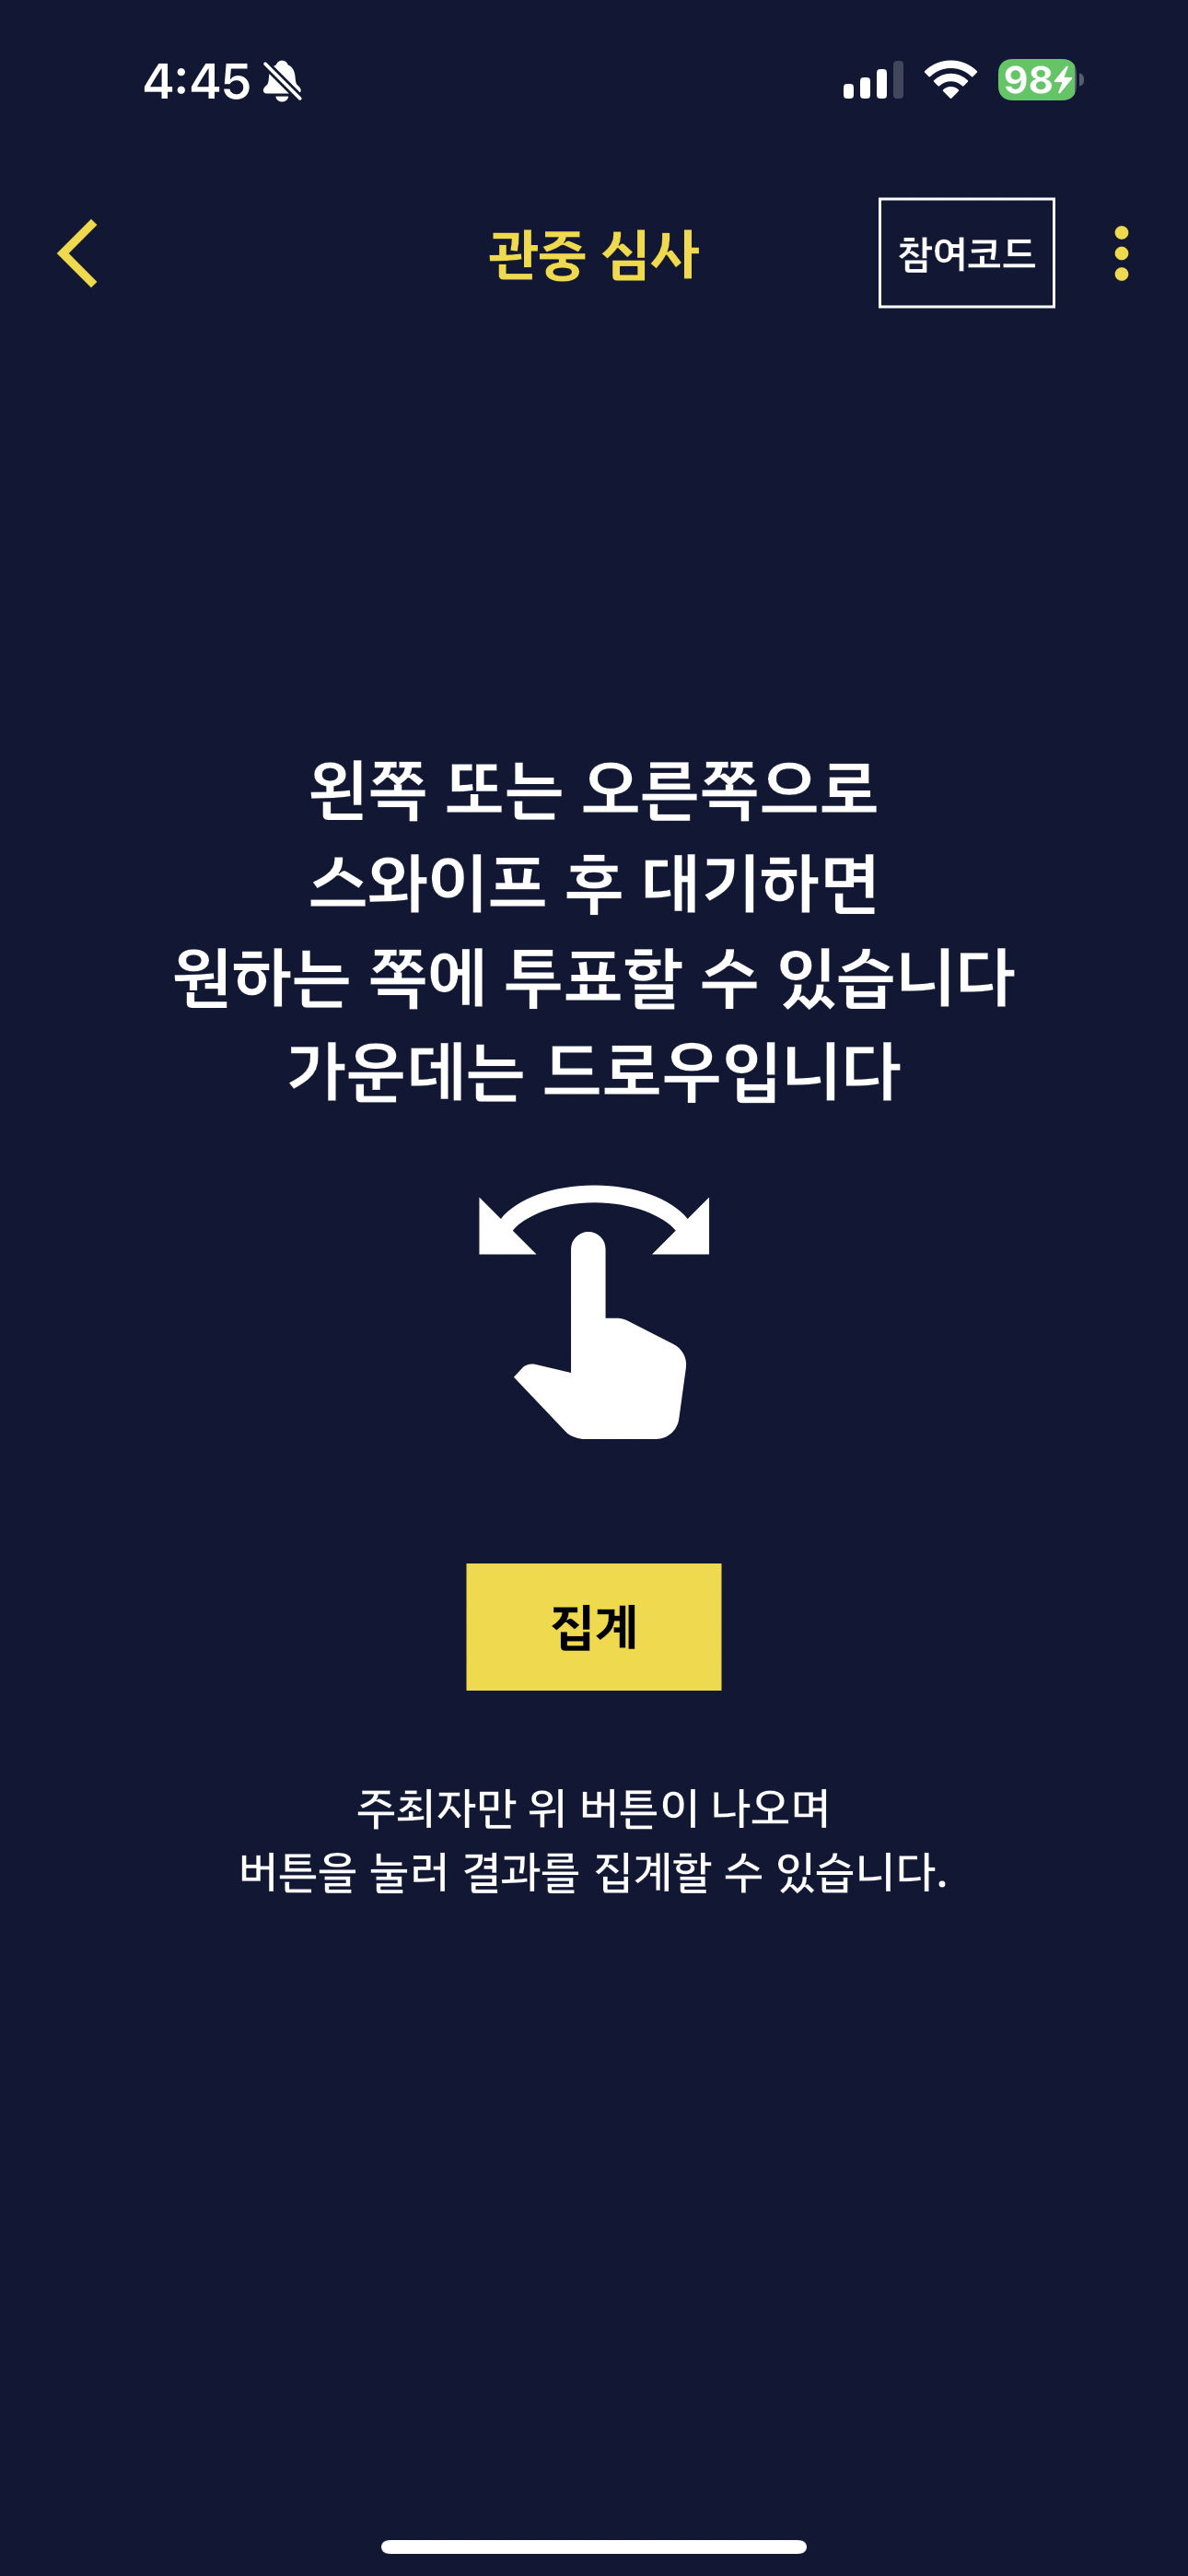 4:45
98
관중 심사
참여코드
왼쪽 또는 오른쪽으로
스와이프 후 대기하면
원하는 쪽에 투표할 수 있습니다
가운데는 드로우입니다
집계
주최자만 위 버튼이 나오며
버튼을 눌러 결과를 집계할 수 있습니다.